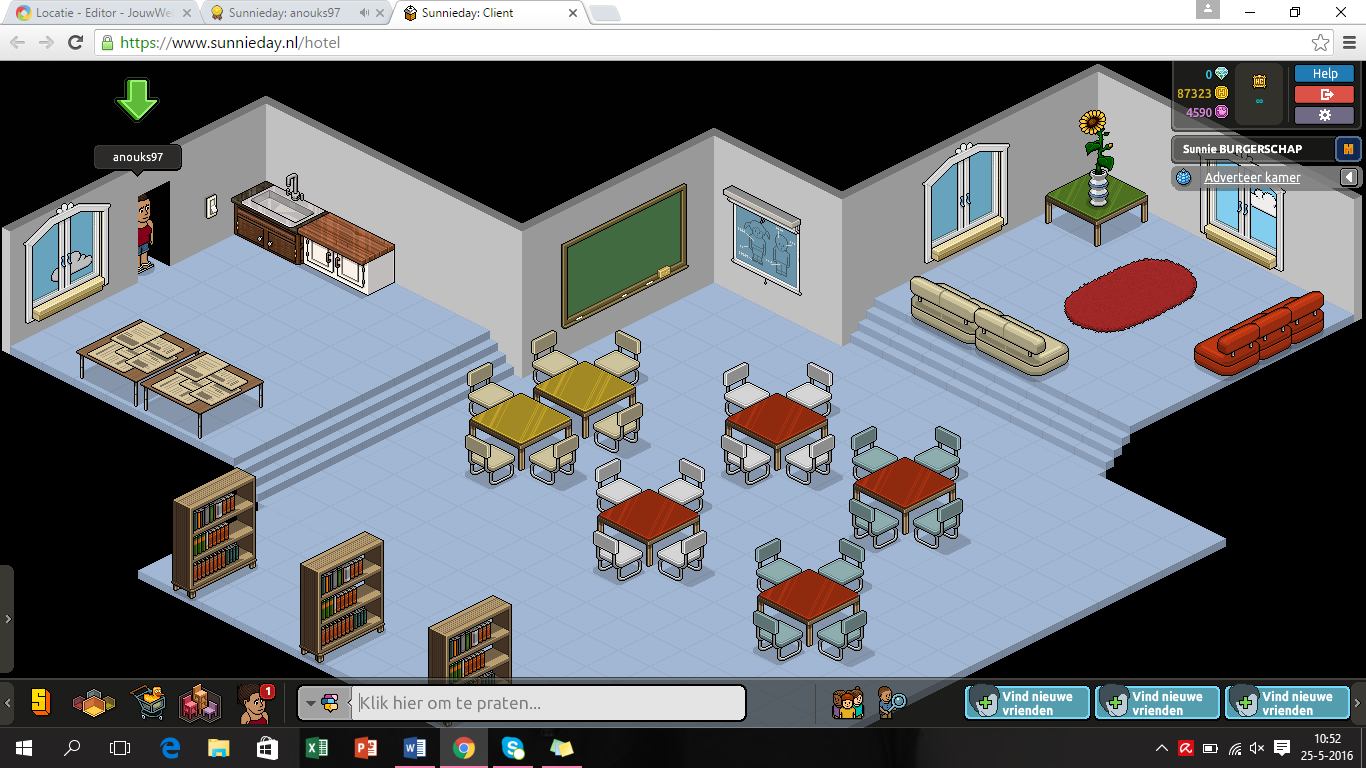 Locatie - Editor - JouwWe
Sunnieday: anouks97
Sunnieday: Client
https://www.sunnieday.nl/hotel
0
87323
4590
HC
∞
Help
Sunnie BURGERSCHAP
Adverteer kamer
anouks97
1
Klik hier om te praten...
Vind nieuwe
vrienden
Vind nieuwe
vrienden
Vind nieuwe
vrienden
10:52
25-5-2016